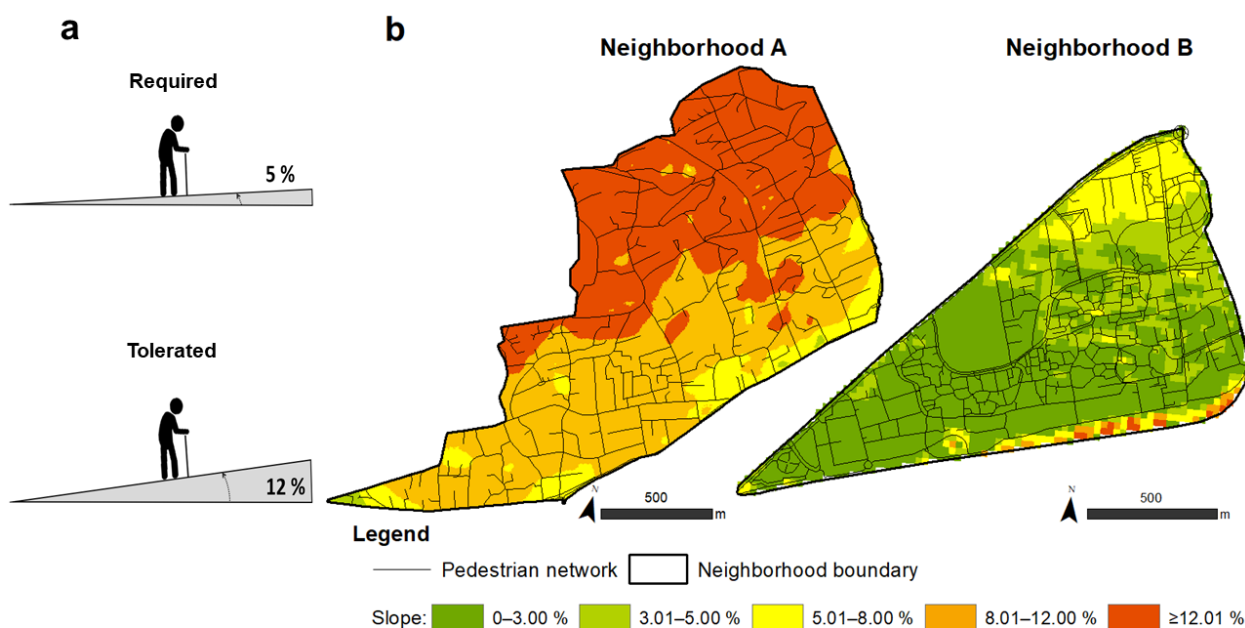 a
Required
5 %
Tolerated
12 %
b
Neighborhood A
Neighborhood B
N
500
m
N
500
m
Legend
Pedestrian network
Neighborhood boundary
Slope: 0–3.00 % 3.01–5.00 % 5.01–8.00 % 8.01–12.00 % ≥12.01 %